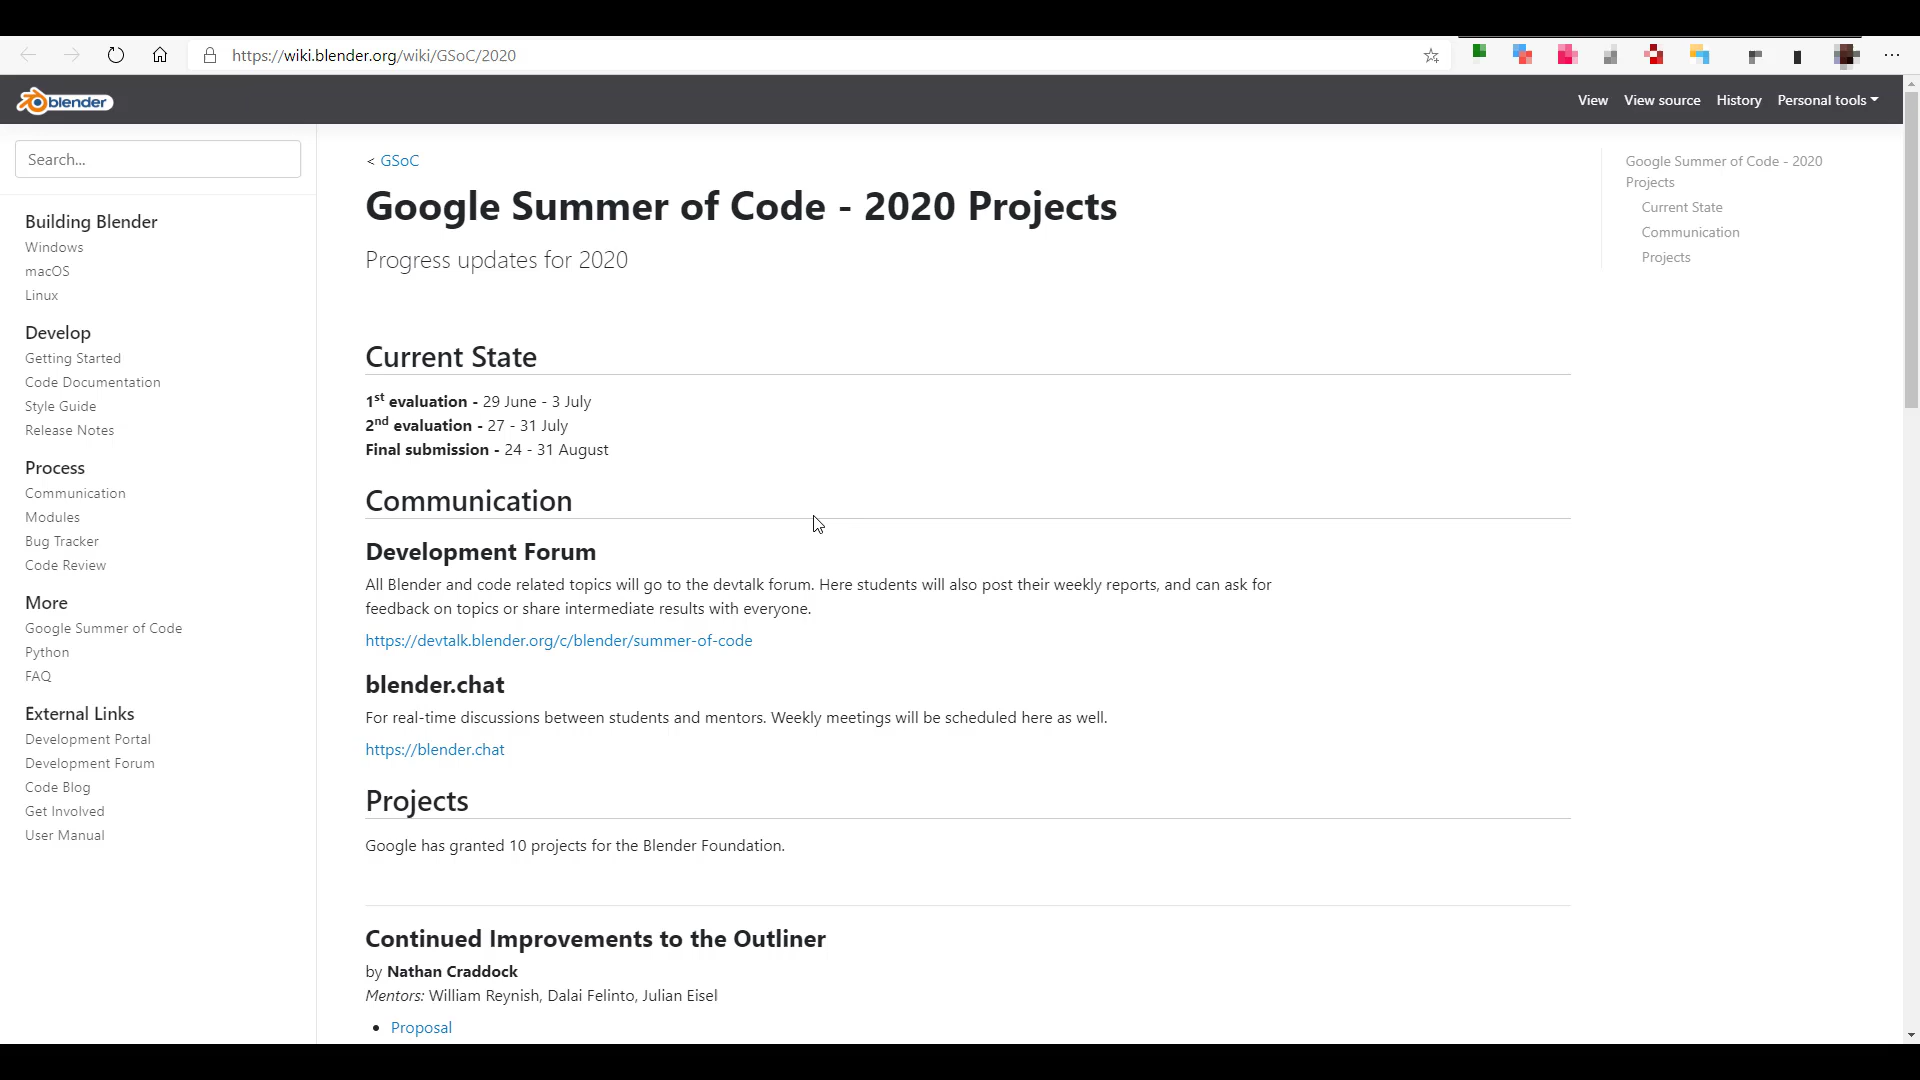 https://wiki.blender.org/wiki/GSoC/2020
blender
View View source History Personal tools
Search...
Building Blender
Windows
macOS
Linux
Develop
Getting Started
Code Documentation
Style Guide
Release Notes
Process
Communication
Modules
Bug Tracker
Code Review
More
Google Summer of Code
Python
FAQ
External Links
Development Portal
Development Forum
Code Blog
Get Involved
User Manual
< GSoC
Google Summer of Code - 2020 Projects
Progress updates for 2020
Current State
1st evaluation - 29 June - 3 July
2nd evaluation - 27 - 31 July
Final submission - 24 - 31 August
Communication
Development Forum
All Blender and code related topics will go to the devtalk forum. Here students will also post their weekly reports, and can ask for
feedback on topics or share intermediate results with everyone.
https://devtalk.blender.org/c/blender/summer-of-code
blender.chat
For real-time discussions between students and mentors. Weekly meetings will be scheduled here as well.
https://blender.chat
Projects
Google has granted 10 projects for the Blender Foundation.
Continued Improvements to the Outliner
by Nathan Craddock
Mentors: William Reynish, Dalai Felinto, Julian Eisel
• Proposal
Google Summer of Code - 2020
Projects
Current State
Communication
Projects